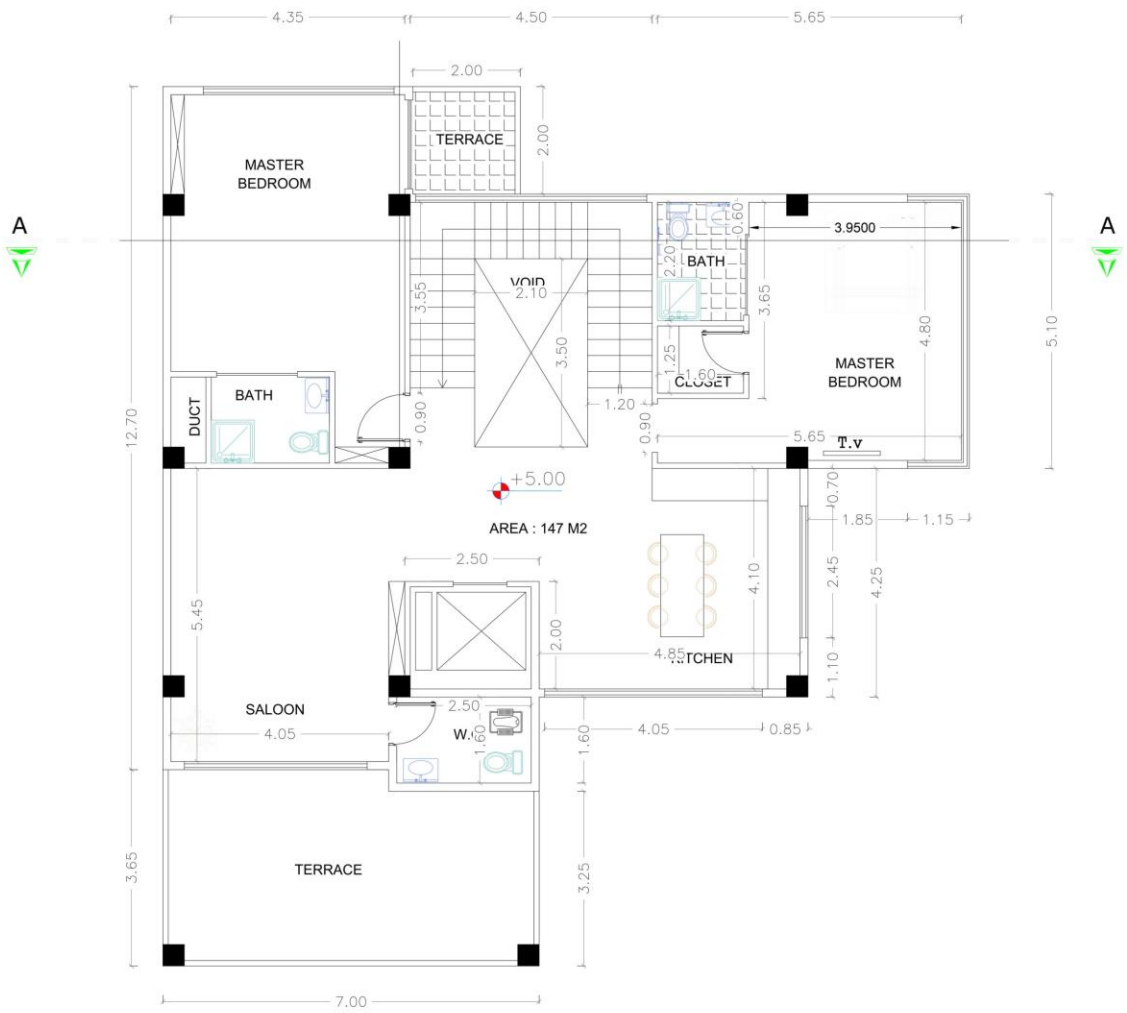 4.35
4.50
5.65
2.00
TERRACE
2.00
MASTER
BEDROOM
A
A
0.60
3.9500
BATH
2.20
VOID
2.10
3.55
3.65
4.80
5.10
3.50
1.25
1.60
CLOSET
MASTER
BEDROOM
BATH
DUCT
12.70
0.90
1.20
0.90
5.65
T.v
+5.00
0.70
1.85
1.15
AREA : 147 M2
2.50
4.10
2.45
4.25
5.45
2.00
4.85
KITCHEN
1.10
SALOON
2.50
4.05
W.C
1.60
4.05
0.85
1.60
TERRACE
3.65
3.25
7.00